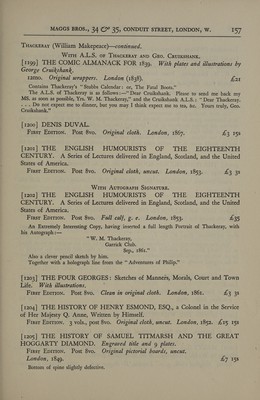 MAGGS BROS., 34 & 35, CONDUIT STREET, LONDON, W. 157
THACKERAY (William Makepeace)—continued.
WITH A.L.S. OF THACKERAY AND GEO. CRUIKSHANK.
[1199] THE COMIC ALMANACK FOR 1839. With plates and illustrations by
George Cruikshank.
12mo. Original wrappers. London (1838). £21
Contains Thackeray's "Stubbs Calendar: or, The Fatal Boots."
The A.L.S. of Thackeray is as follows:—"Dear Cruikshank. Please to send me back my
MS. as soon as possible, Yrs. W. M. Thackeray," and the Cruikshank A.L.S.: "Dear Thackeray.
. . . Do not expect me to dinner, but you may I think expect me to tea, &c. Yours truly, Geo.
Cruikshank."
[1200] DENIS DUVAL.
FIRST EDITION. Post 8vo. Original cloth. London, 1867. £3 15s
[1201] THE ENGLISH HUMOURISTS OF THE EIGHTEENTH
CENTURY. A Series of Lectures delivered in England, Scotland, and the United
States of America.
FIRST EDITION. Post 8vo. Original cloth, uncut. London, 1853. £3 3s
WITH AUTOGRAPH SIGNATURE.
[1202] THE ENGLISH HUMOURISTS OF THE EIGHTEENTH
CENTURY. A Series of Lectures delivered in England, Scotland, and the United
States of America.
FIRST EDITION. Post 8vo. Full calf, g. e. London, 1853. £35
An Extremely Interesting Copy, having inserted a full length Portrait of Thackeray, with
his Autograph:—
"W. M. Thackeray,
Garrick Club.
Sep., 1861."
Also a clever pencil sketch by him.
Together with a holograph line from the "Adventures of Philip."
[1203] THE FOUR GEORGES: Sketches of Manners, Morals, Court and Town
Life. With illustrations.
FIRST EDITION. Post 8vo. Clean in original cloth. London, 1861. £3 3s
[1204] THE HISTORY OF HENRY ESMOND, ESQ., a Colonel in the Service
of Her Majesty Q. Anne, Written by Himself.
FIRST EDITION. 3 vols., post 8vo. Original cloth, uncut. London, 1852. £15 15s
[1205] THE HISTORY OF SAMUEL TITMARSH AND THE GREAT
HOGGARTY DIAMOND. Engraved title and 9 plates.
FIRST EDITION. Post 8vo. Original pictorial boards, uncut.
London, 1849. £7 15s
Bottom of spine slightly defective.